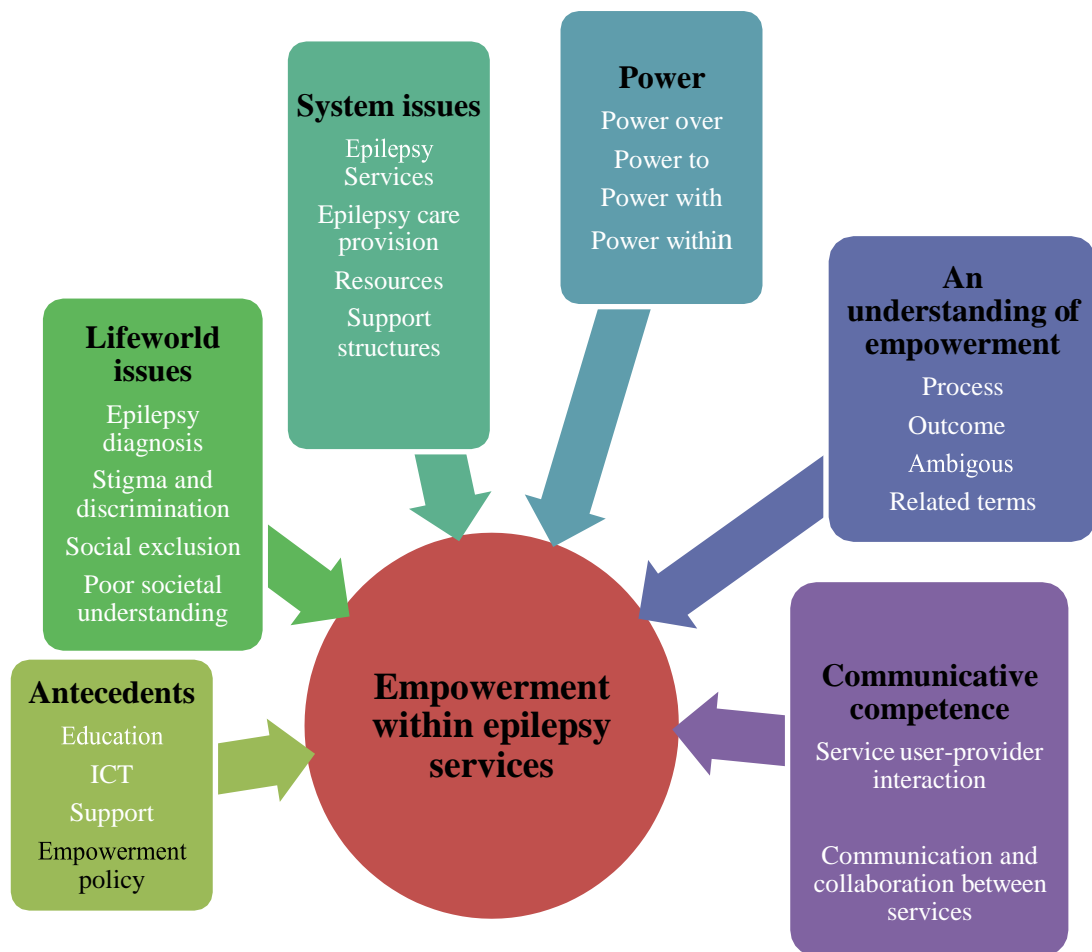 Antecedents
Education
ICT
Support
Empowerment
policy
Lifeworld
issues
Epilepsy
diagnosis
Stigma and
discrimination
Social exclusion
Poor societal
understanding
System issues
Epilepsy
Services
Epilepsy care
provision
Resources
Support
structures
Power
Power over
Power to
Power with
Power within
An
understanding of
empowerment
Process
Outcome
Ambigous
Related terms
Communicative
competence
Service user-provider
interaction
Communication and
collaboration between
services
Empowerment
within epilepsy
services